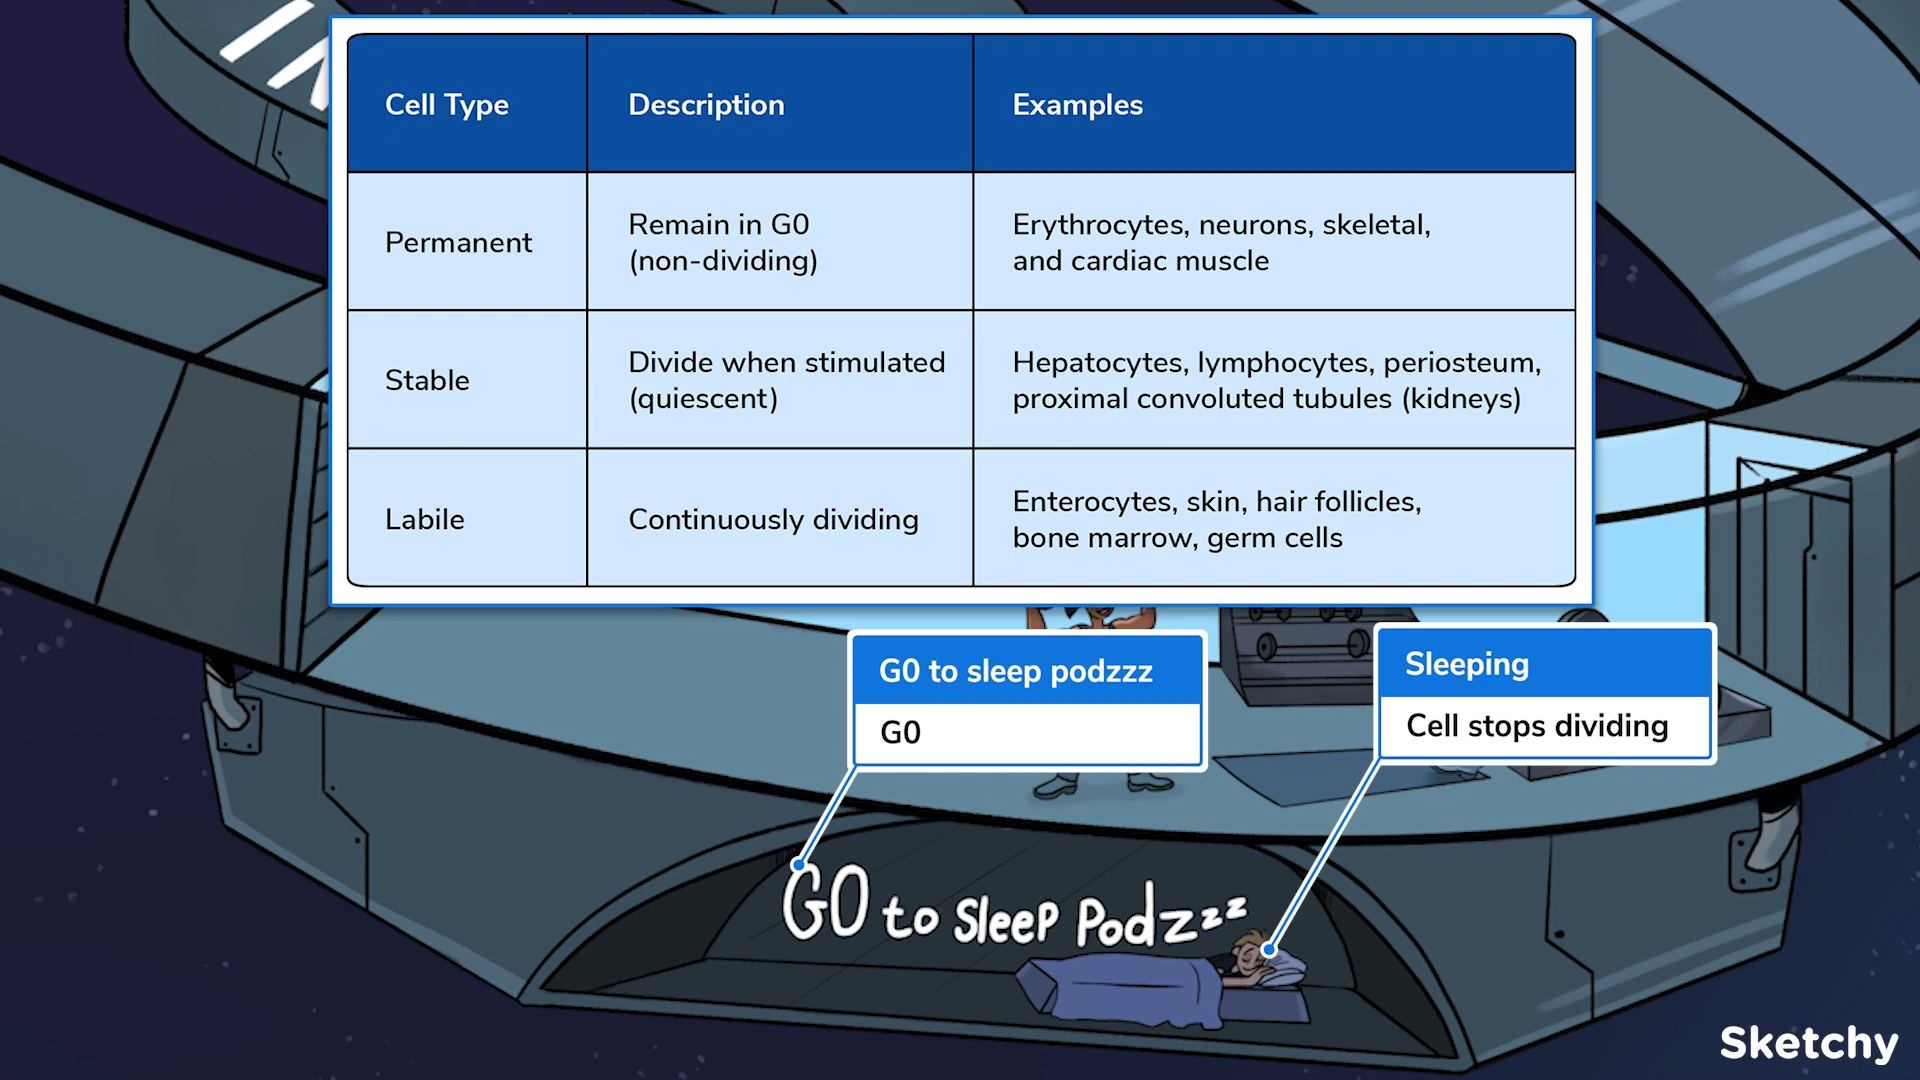 Cell Type
Description
Examples
Permanent
Remain in G0
(non-dividing)
Erythrocytes, neurons, skeletal,
and cardiac muscle
Stable
Divide when stimulated
(quiescent)
Hepatocytes, lymphocytes, periosteum,
proximal convoluted tubules (kidneys)
Labile
Continuously dividing
Enterocytes, skin, hair follicles,
bone marrow, germ cells
G0 to sleep podzzz
G0
Sleeping
Cell stops dividing
G0 to Sleep Podzzz
Sketchy